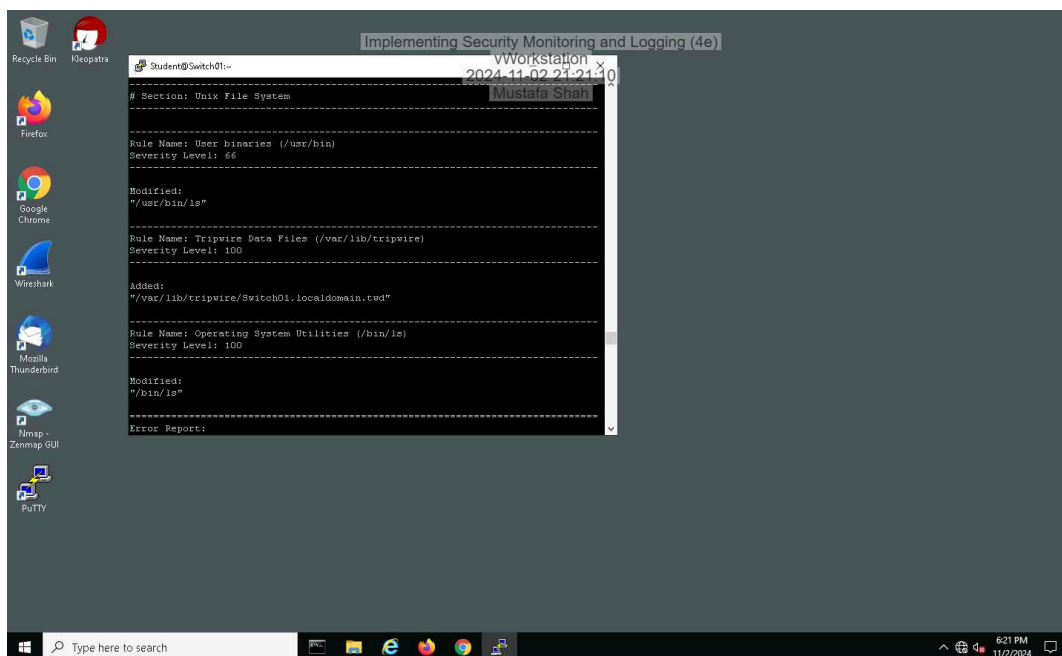 Implementing Security Monitoring and Logging (4e)
vWorkstation
2024-11-02 21:21:10
Mustafa Shah
Recycle Bin
Kleopatra
Firefox
Google
Chrome
Wireshark
Mozilla
Thunderbird
Nmap -
Zenmap GUI
PuTTY
Student@Switch01:~
--------------------------------------------------------------------------------
# Section: Unix File System
--------------------------------------------------------------------------------
--------------------------------------------------------------------------------
Rule Name: User binaries (/usr/bin)
Severity Level: 66
--------------------------------------------------------------------------------
Modified:
"/usr/bin/ls"
--------------------------------------------------------------------------------
Rule Name: Tripwire Data Files (/var/lib/tripwire)
Severity Level: 100
--------------------------------------------------------------------------------
Added:
"/var/lib/tripwire/Switch01.localdomain.twd"
--------------------------------------------------------------------------------
Rule Name: Operating System Utilities (/bin/ls)
Severity Level: 100
--------------------------------------------------------------------------------
Modified:
"/bin/ls"
================================================================================
Error Report:
Type here to search
6:21 PM
11/2/2024